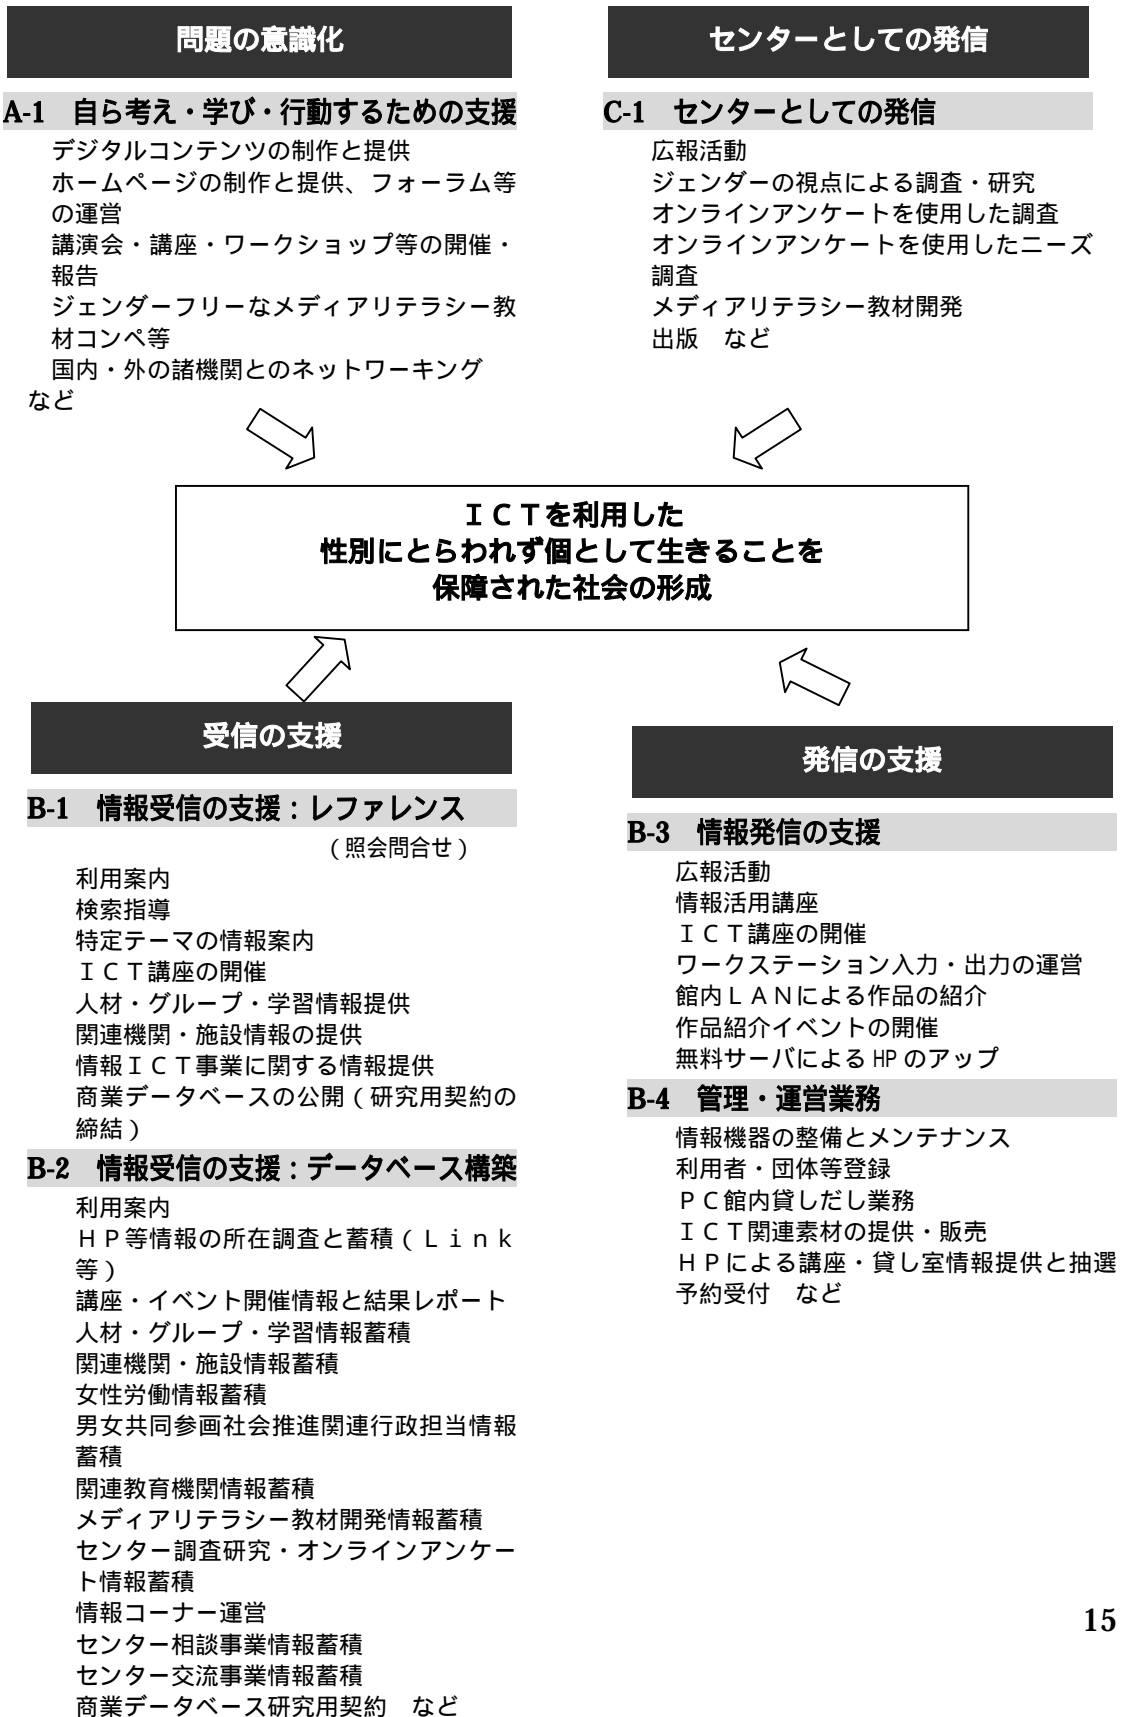 問題の意識化
A-1　自ら考え・学び・行動するための支援
デジタルコンテンツの制作と提供
ホームページの制作と提供、フォーラム等
の運営
講演会・講座・ワークショップ等の開催・
報告
ジェンダーフリーなメディアリテラシー教
材コンペ等
国内・外の諸機関とのネットワーキング
など
センターとしての発信
C-1　センターとしての発信
広報活動
ジェンダーの視点による調査・研究
オンラインアンケートを使用した調査
オンラインアンケートを使用したニーズ
調査
メディアリテラシー教材開発
出版　など
ＩＣＴを利用した
性別にとらわれず個として生きることを
保障された社会の形成
受信の支援
B-1　情報受信の支援：レファレンス
（照会問合せ）
利用案内
検索指導
特定テーマの情報案内
ＩＣＴ講座の開催
人材・グループ・学習情報提供
関連機関・施設情報の提供
情報ＩＣＴ事業に関する情報提供
商業データベースの公開（研究用契約の
締結）
B-2　情報受信の支援：データベース構築
利用案内
ＨＰ等情報の所在調査と蓄積（Ｌｉｎｋ
等）
講座・イベント開催情報と結果レポート
人材・グループ・学習情報蓄積
関連機関・施設情報蓄積
女性労働情報蓄積
男女共同参画社会推進関連行政担当情報
蓄積
関連教育機関情報蓄積
メディアリテラシー教材開発情報蓄積
センター調査研究・オンラインアンケー
ト情報蓄積
情報コーナー運営
センター相談事業情報蓄積
センター交流事業情報蓄積
商業データベース研究用契約　など
発信の支援
B-3　情報発信の支援
広報活動
情報活用講座
ＩＣＴ講座の開催
ワークステーション入力・出力の運営
館内ＬＡＮによる作品の紹介
作品紹介イベントの開催
無料サーバによる HP のアップ
B-4　管理・運営業務
情報機器の整備とメンテナンス
利用者・団体等登録
ＰＣ館内貸しだし業務
ＩＣＴ関連素材の提供・販売
ＨＰによる講座・貸し室情報提供と抽選
予約受付　など
15